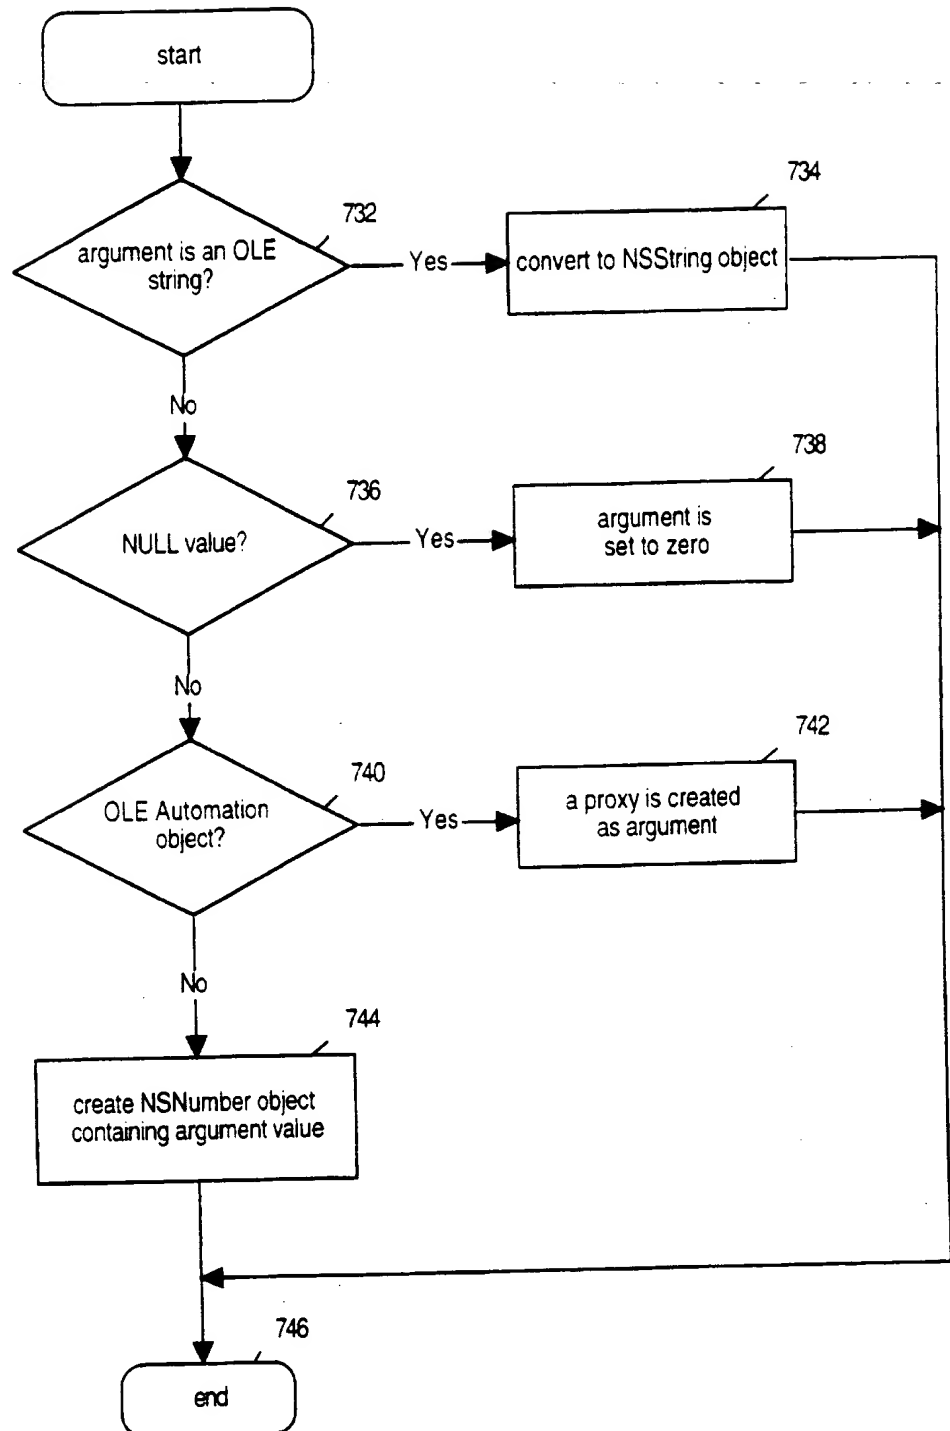 start
732
argument is an OLE
string?
Yes
734
convert to NSString object
No
736
NULL value?
Yes
738
argument is
set to zero
No
740
OLE Automation
object?
Yes
742
a proxy is created
as argument
No
744
create NSNumber object
containing argument value
746
end